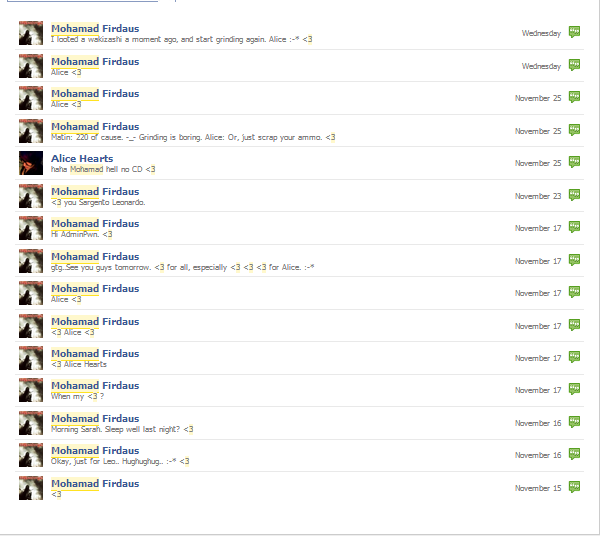 Mohamad Firdaus
I looted a wakizashi a moment ago, and start grinding again. Alice :-* <3
Wednesday
Mohamad Firdaus
Alice <3
Wednesday
Mohamad Firdaus
Alice <3
November 25
Mohamad Firdaus
Matin: 220 of cause. -_- Grinding is boring. Alice: Or, just scrap your ammo. <3
November 25
Alice Hearts
haha Mohamad hell no CD <3
November 25
Mohamad Firdaus
<3 you Sargento Leonardo.
November 23
Mohamad Firdaus
Hi AdminPwn. <3
November 17
Mohamad Firdaus
gtg..See you guys tomorrow. <3 for all, especially <3 <3 <3 for Alice. :-*
November 17
Mohamad Firdaus
Alice <3
November 17
Mohamad Firdaus
<3 Alice <3
November 17
Mohamad Firdaus
<3 Alice Hearts
November 17
Mohamad Firdaus
When my <3 ?
November 17
Mohamad Firdaus
Morning Sarah. Sleep well last night? <3
November 16
Mohamad Firdaus
Okay, just for Leo.. Hughughug.. :-* <3
November 16
Mohamad Firdaus
<3
November 15